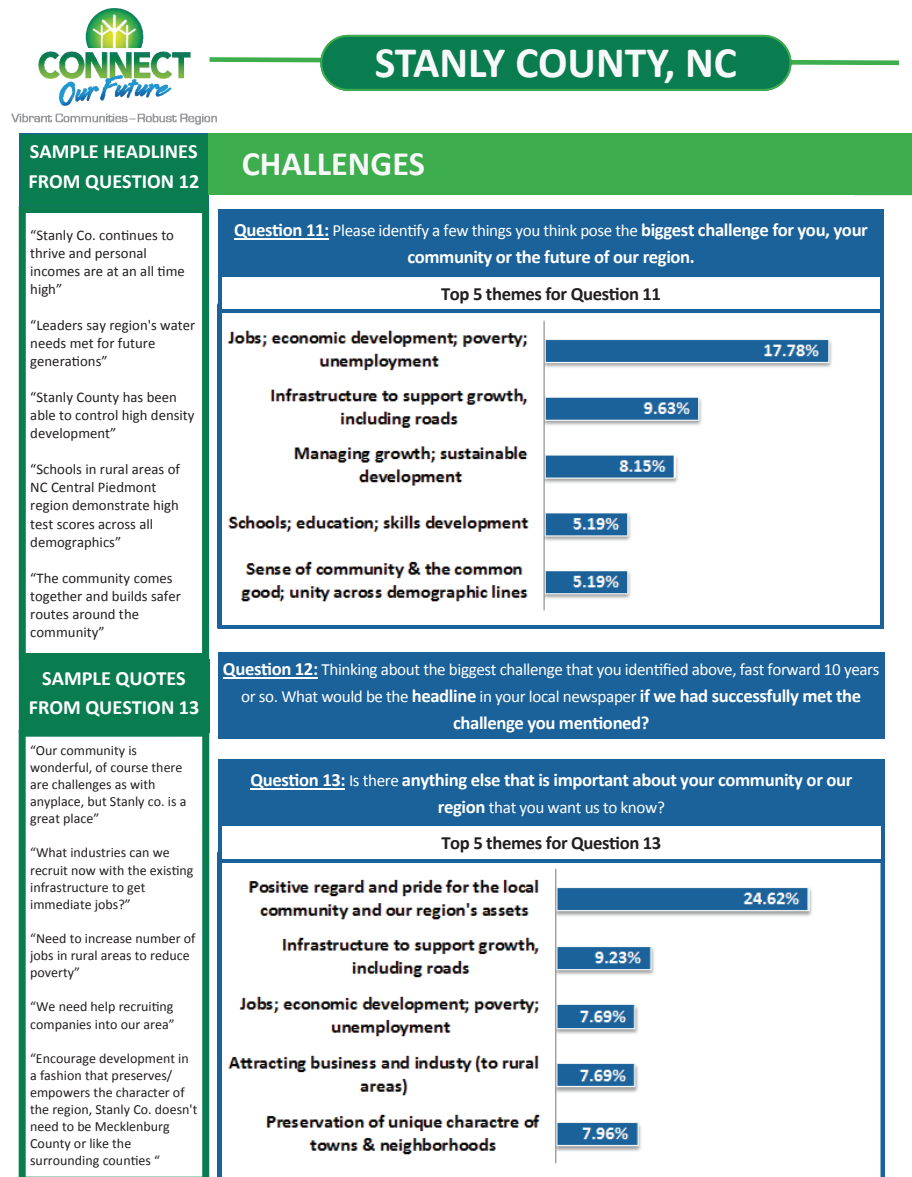 CONNECT
Our Future
Vibrant Communities–Robust Region
STANLY COUNTY, NC
SAMPLE HEADLINES
FROM QUESTION 12
“Stanly Co. continues to
thrive and personal
incomes are at an all time
high”
“Leaders say region's water
needs met for future
generations”
“Stanly County has been
able to control high density
development”
“Schools in rural areas of
NC Central Piedmont
region demonstrate high
test scores across all
demographics”
“The community comes
together and builds safer
routes around the
community”
SAMPLE QUOTES
FROM QUESTION 13
“Our community is
wonderful, of course there
are challenges as with
anyplace, but Stanly co. is a
great place”
“What industries can we
recruit now with the existing
infrastructure to get
immediate jobs?”
“Need to increase number of
jobs in rural areas to reduce
poverty”
“We need help recruiting
companies into our area”
“Encourage development in
a fashion that preserves/
empowers the character of
the region, Stanly Co. doesn't
need to be Mecklenburg
County or like the
surrounding counties “
CHALLENGES
Question 11: Please identify a few things you think pose the biggest challenge for you, your
community or the future of our region.
Top 5 themes for Question 11
Jobs; economic development; poverty;
unemployment
17.78%
Infrastructure to support growth,
including roads
9.63%
Managing growth; sustainable
development
8.15%
Schools; education; skills development
5.19%
Sense of community & the common
good; unity across demographic lines
5.19%
Question 12: Thinking about the biggest challenge that you identified above, fast forward 10 years
or so. What would be the headline in your local newspaper if we had successfully met the
challenge you mentioned?
Question 13: Is there anything else that is important about your community or our
region that you want us to know?
Top 5 themes for Question 13
Positive regard and pride for the local
community and our region's assets
24.62%
Infrastructure to support growth,
including roads
9.23%
Jobs; economic development; poverty;
unemployment
7.69%
Attracting business and industy (to rural
areas)
7.69%
Preservation of unique charactre of
towns & neighborhoods
7.96%